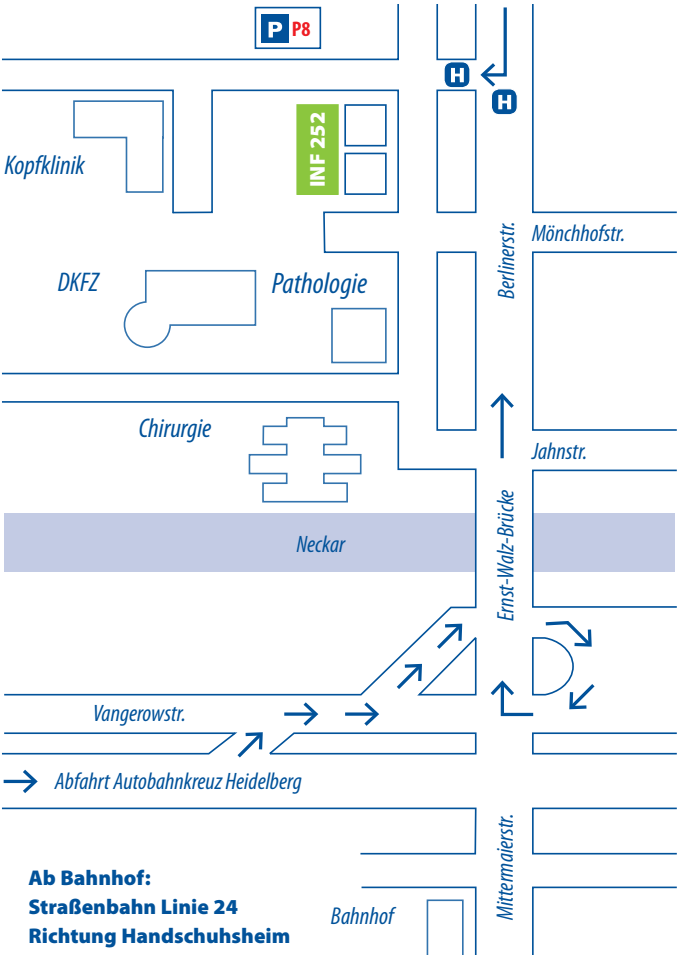 P P8
H
H
INF 252
Kopfklinik
Berlinerstr.
Mönchhofstr.
DKFZ
Pathologie
Chirurgie
Jahnstr.
Ernst-Walz-Brücke
Neckar
Vangerowstr.
Abfahrt Autobahnkreuz Heidelberg
Mittermaierstr.
Ab Bahnhof:
Straßenbahn Linie 24
Richtung Handschuhsheim
Bahnhof